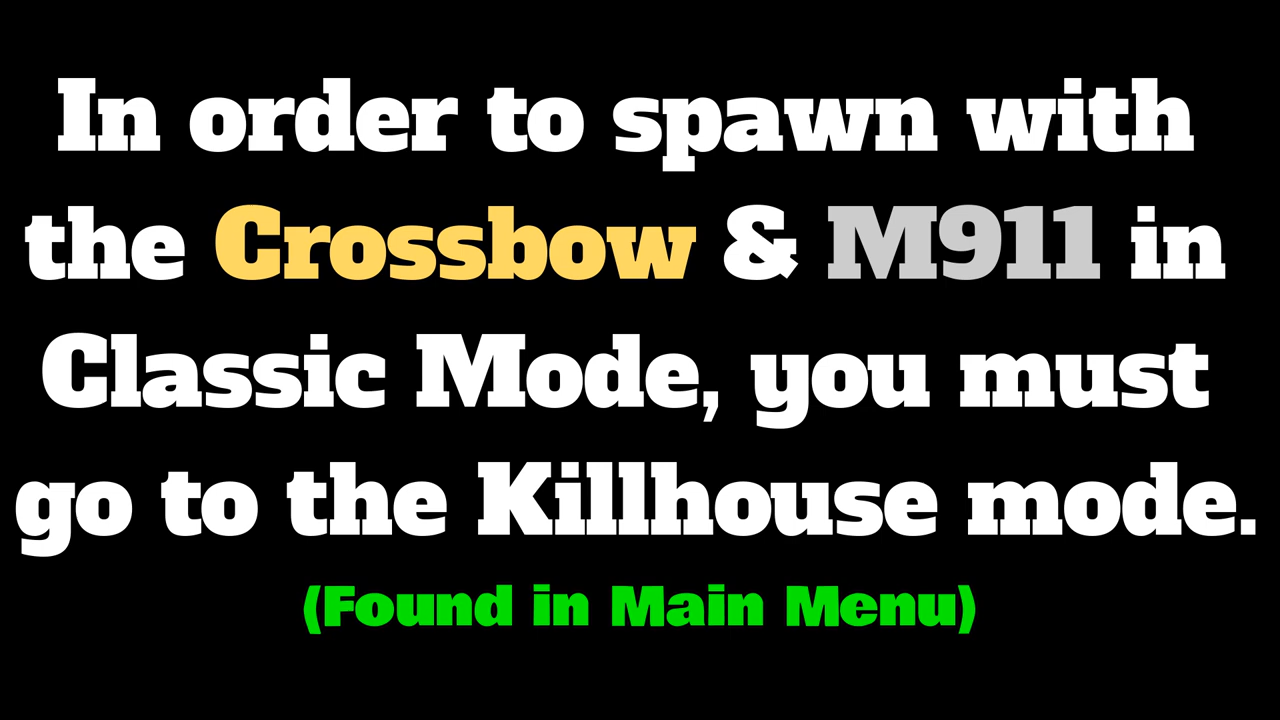 In order to spawn with
the Crossbow & M911 in
Classic Mode, you must
go to the Killhouse mode.
(Found in Main Menu)